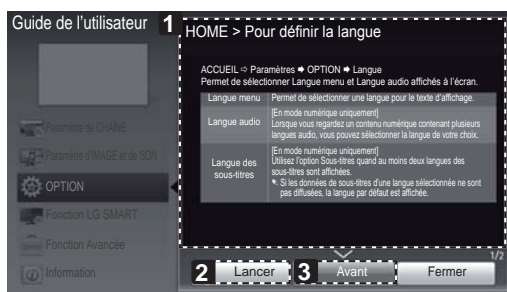 Guide de l'utilisateur
1
HOME > Pour définir la langue
ACCUEIL ⇨ Paramètres ➡ OPTION ➡ Langue
Permet de sélectionner Langue menu et Langue audio affichés à l'écran.
Langue menu Permet de sélectionner une langue pour le texte d'affichage.
Langue audio
[En mode numérique uniquement]
Lorsque vous regardez un contenu numérique contenant plusieurs
langues audio, vous pouvez sélectionner la langue de votre choix.
Langue des
sous-titres
[En mode numérique uniquement]
Utilisez l'option Sous-titres quand au moins deux langues des
sous-titres sont affichées.
Si les données de sous-titres d'une langue sélectionnée ne sont
pas diffusées, la langue par défaut est affichée.
Paramètre de CHAÎNE
Paramètre d'IMAGE et de SON
OPTION
Fonction LG SMART
Fonction Avancée
Information
1/2
2 Lancer
3 Avant
Fermer